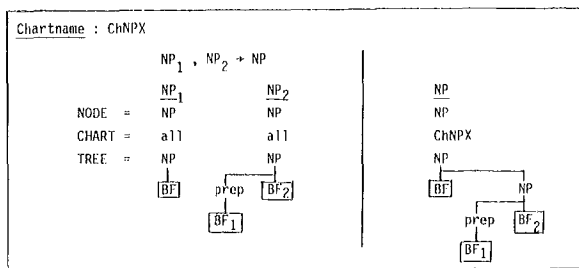 Chartname : ChNPX
NP1 , NP2 → NP
NP1 NP2 NP
NODE = NP NP NP
CHART = all all ChNPX
TREE = NP NP NP
BF prep BF2 BF NP
BF1 prep BF2
BF1